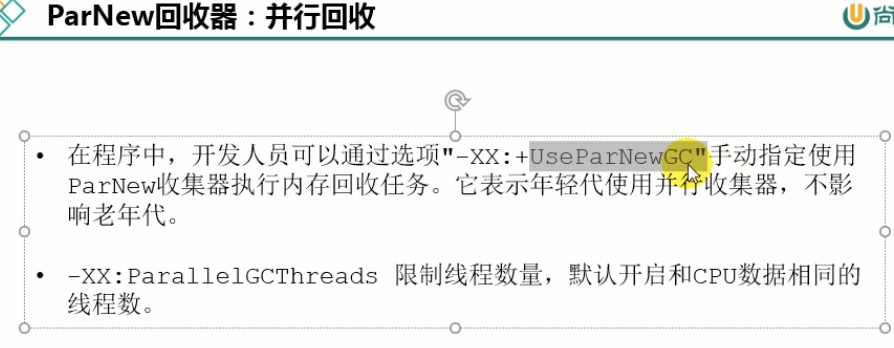 ParNew回收器：并行回收
尚
• 在程序中，开发人员可以通过选项"-XX:+UseParNewGC"手动指定使用
ParNew收集器执行内存回收任务。它表示年轻代使用并行收集器，不影
响老年代。
• -XX:ParallelGCThreads 限制线程数量，默认开启和CPU数据相同的
线程数。